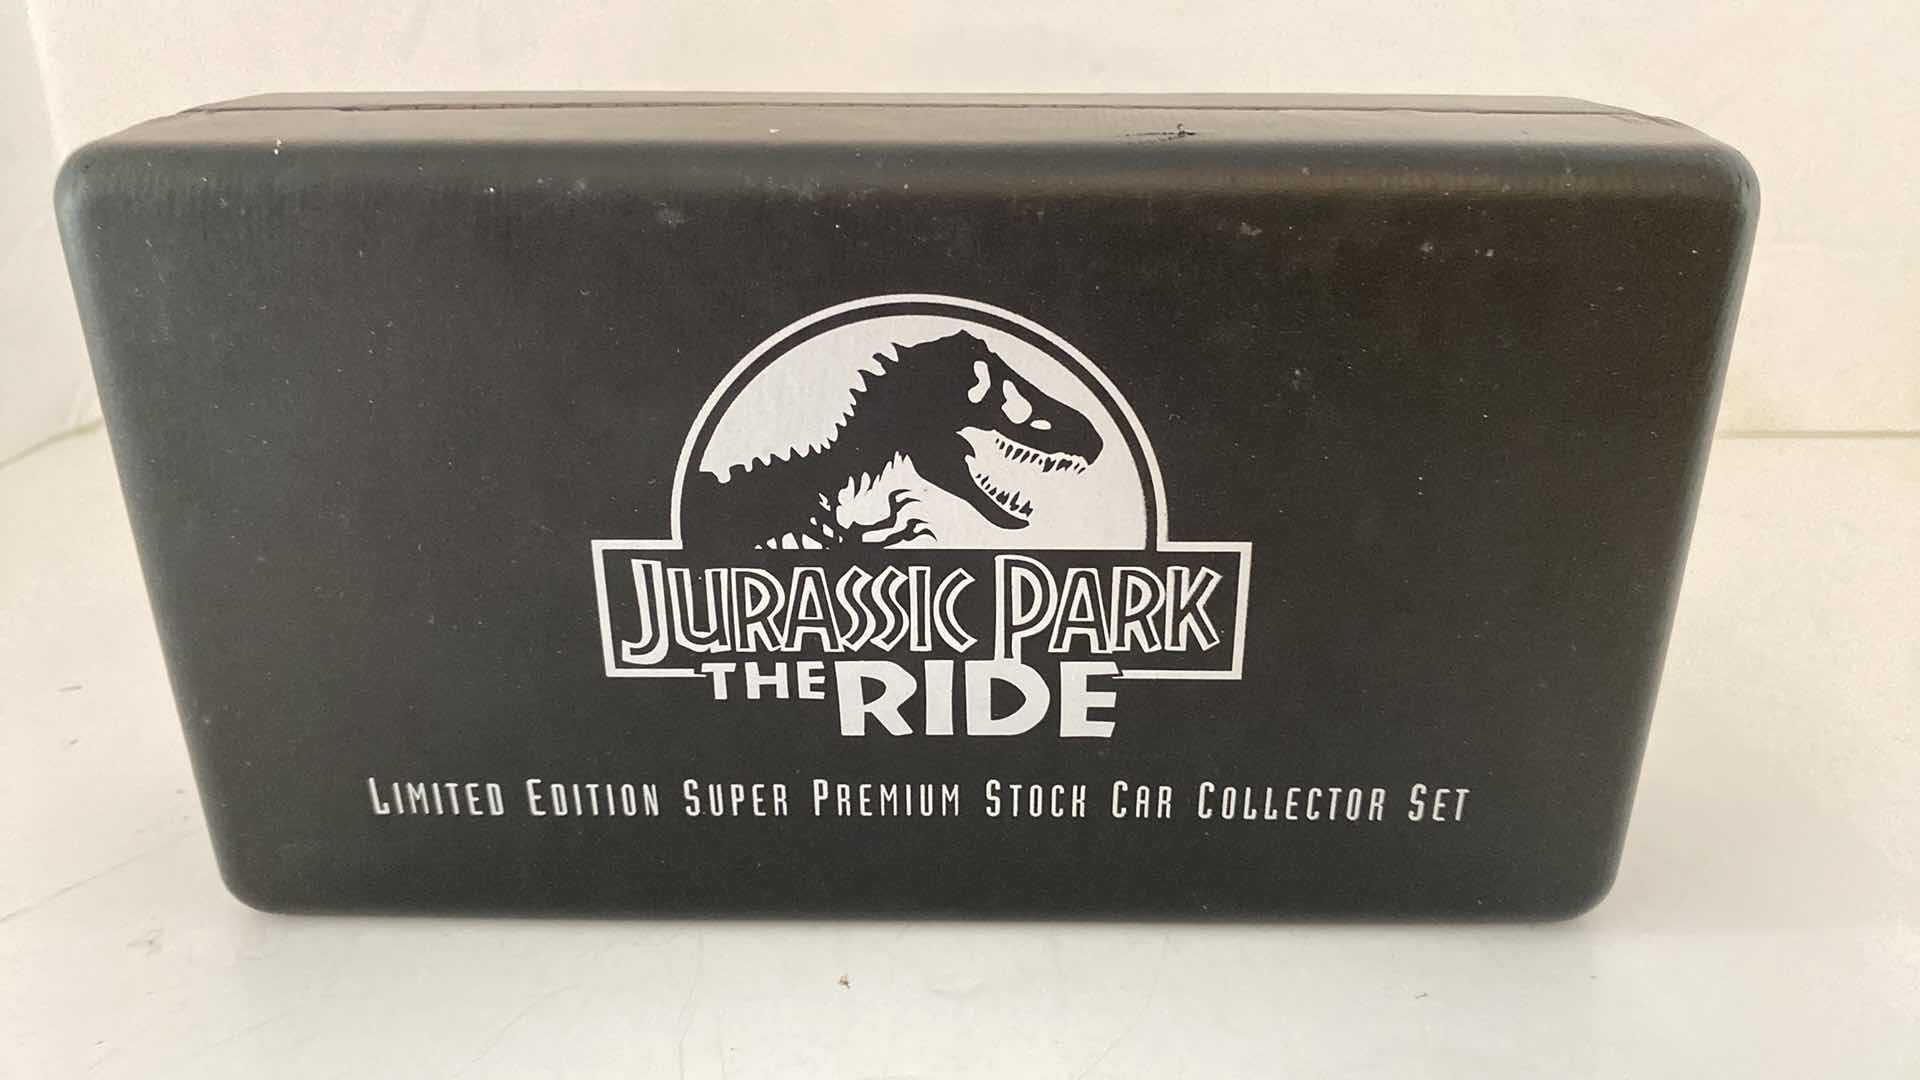 JURASSIC PARK
THE RIDE
LIMITED EDITION SUPER PREMIUM STOCK CAR COLLECTOR SET